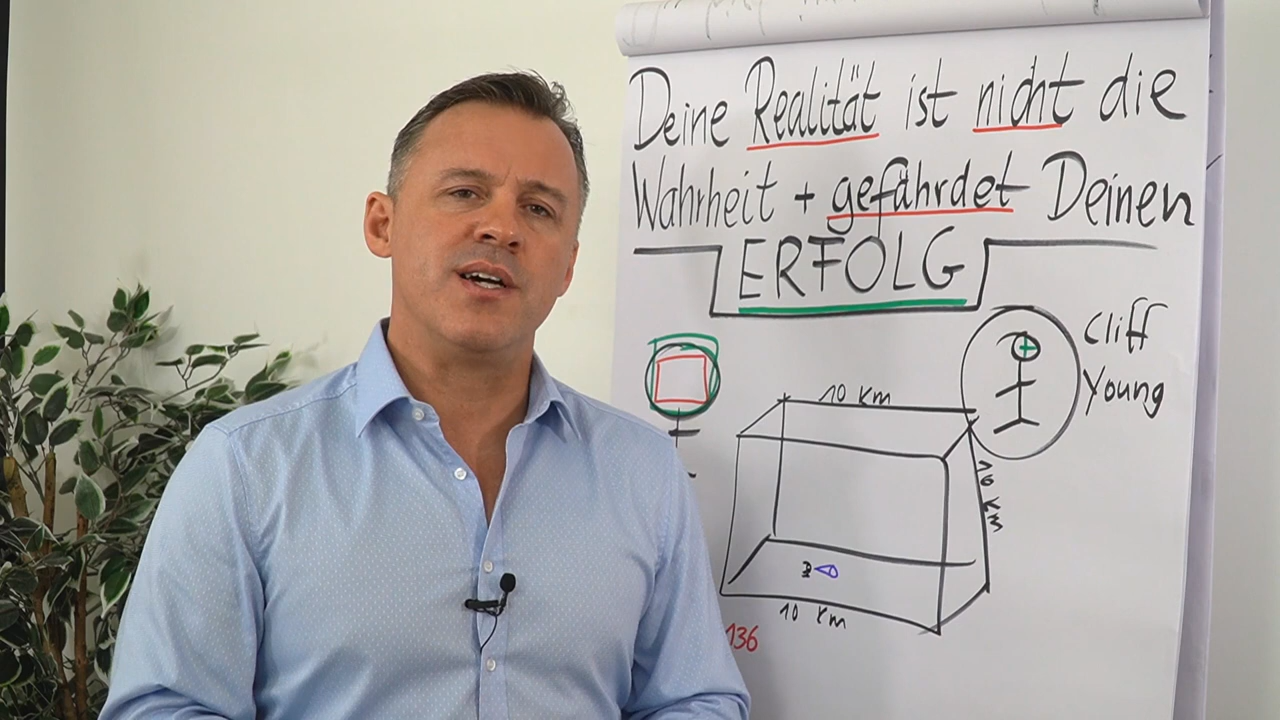 Deine Realität ist nicht die
Wahrheit + gefährdet Deinen
ERFOLG
Cliff
Young
10 Km
10 Km
10 Km
136